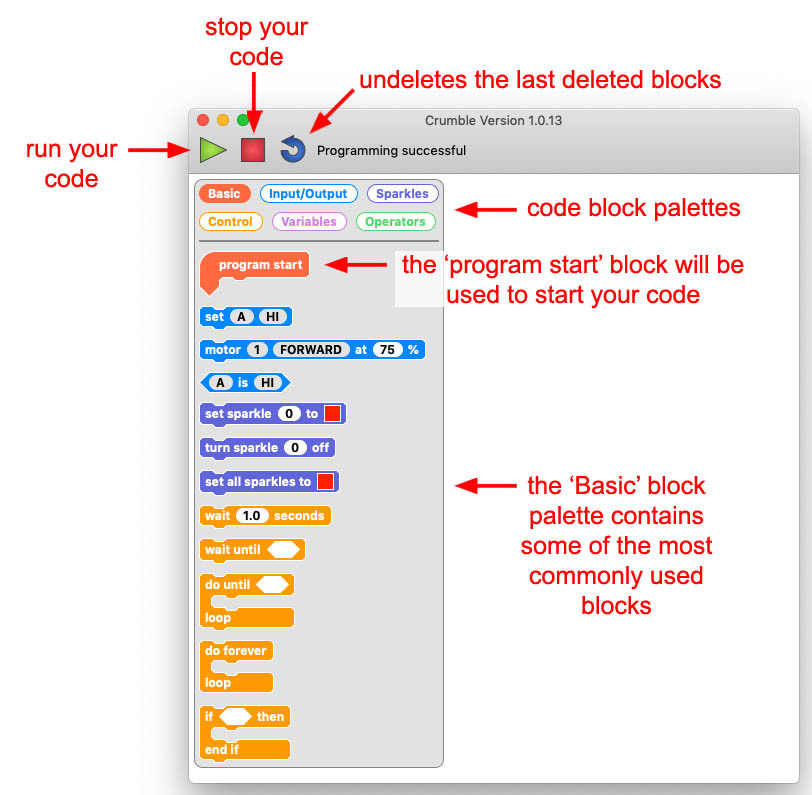 stop your
code
undeletes the last deleted blocks
run your
code
Crumble Version 1.0.13
Programming successful
Basic Input/Output Sparkles
Control Variables Operators
code block palettes
program start
the ‘program start’ block will be
used to start your code
set A HI
motor 1 FORWARD at 75 %
A is HI
set sparkle 0 to
turn sparkle 0 off
set all sparkles to
the ‘Basic’ block
palette contains
some of the most
commonly used
blocks
wait 1.0 seconds
wait until
do until
loop
do forever
loop
if then
end if